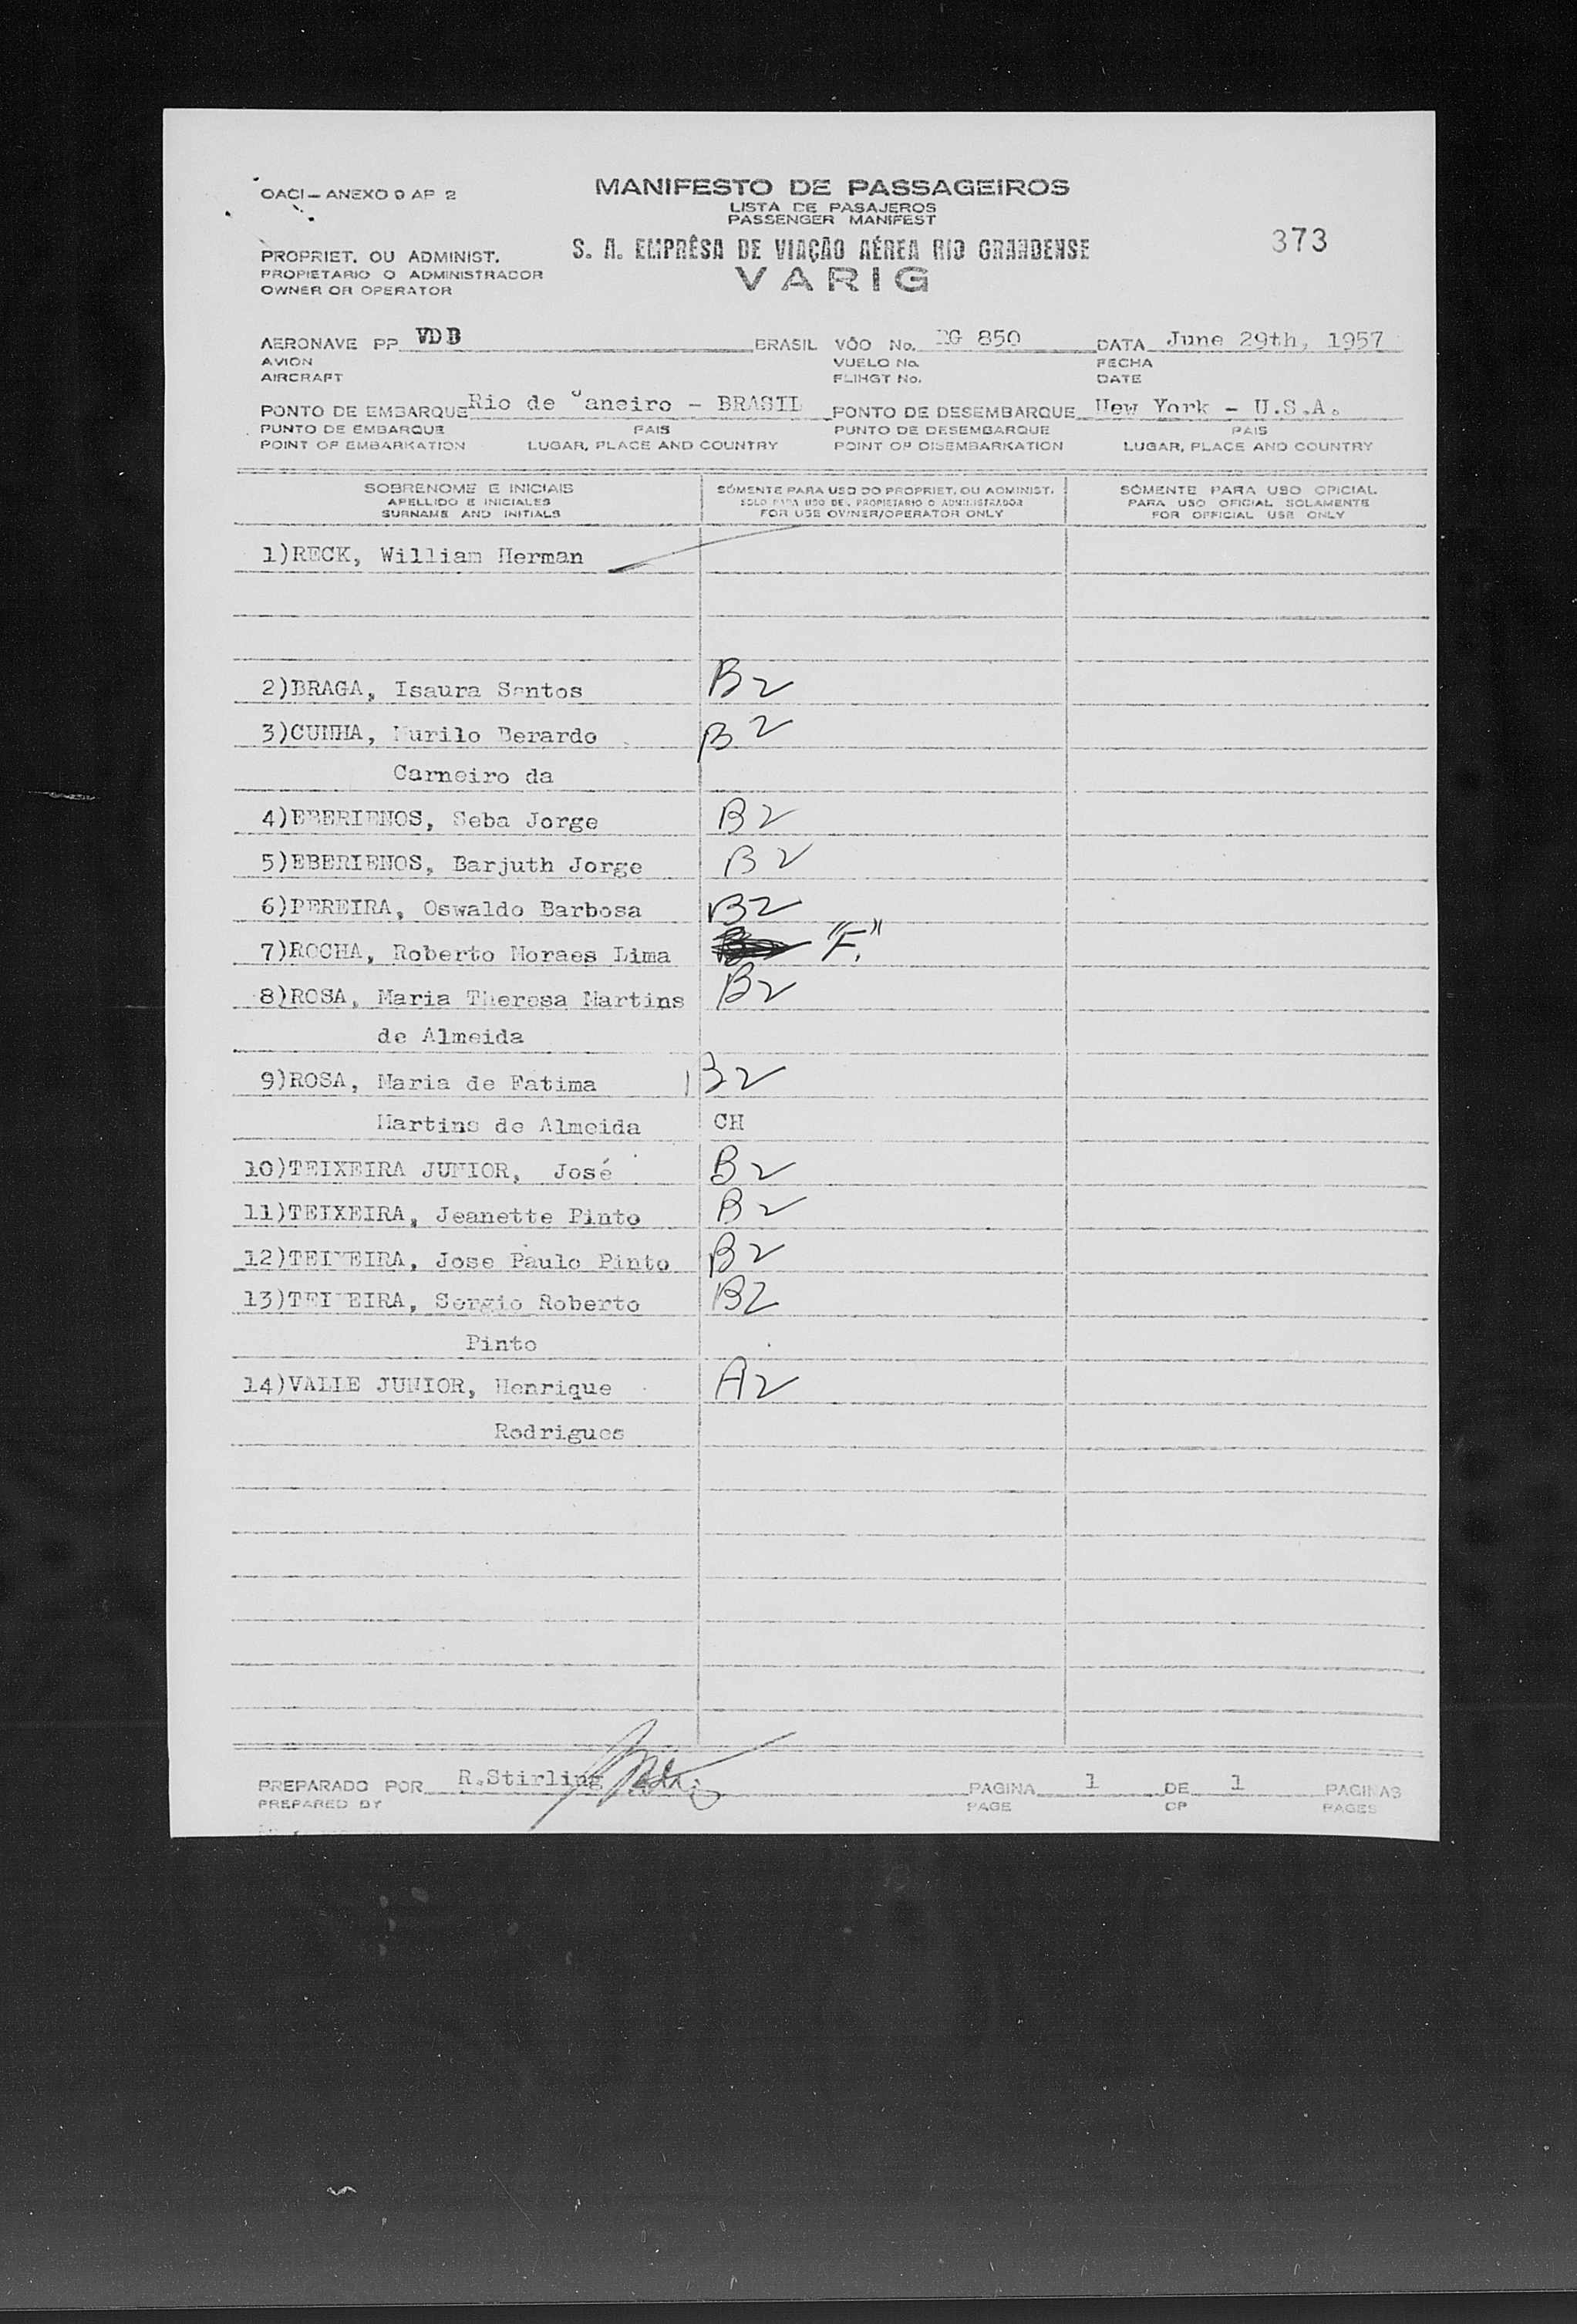 OACI — ANEXO 9 AP 2
MANIFESTO DE PASSAGEIROS
LISTA DE PASAJEROS
PASSENGER MANIFEST
373
PROPRIET. OU ADMINIST.
PROPIETARIO O ADMINISTRADOR
OWNER OR OPERATOR
S. A. EMPRÊSA DE VIAÇÃO AÉREA RIO GRANDENSE
VARIG
AERONAVE PP VDB BRASIL VÔO No. RG 850 DATA June 29th, 1957
AVION VUELO No. FECHA
AIRCRAFT FLIHGT No. DATE
PONTO DE EMBARQUE Rio de Janeiro - BRASIL PONTO DE DESEMBARQUE New York - U.S.A.
PUNTO DE EMBARQUE PAIS PUNTO DE DESEMBARQUE PAIS
POINT OF EMBARKATION LUGAR, PLACE AND COUNTRY POINT OF DISEMBARKATION LUGAR, PLACE AND COUNTRY
SOBRENOME E INICIAIS SÓMENTE PARA USO DO PROPRIET. OU ADMINIST. SÓMENTE PARA USO OFICIAL
APELLIDO E INICIALES SOLO PARA USO DEL PROPIETARIO O ADMINISTRADOR PARA USO OFICIAL SOLAMENTE
SURNAME AND INITIALS FOR USE OWNER/OPERATOR ONLY FOR OFFICIAL USE ONLY
1)RECK, William Herman
2)BRAGA, Isaura Santos B2
3)CUNHA, Murilo Berardo B2
Carneiro da
4)EBERIENOS, Seba Jorge B2
5)EBERIENOS, Barjuth Jorge B2
6)PEREIRA, Oswaldo Barbosa B2
7)ROCHA, Roberto Moraes Lima "F."
8)ROSA, Maria Theresa Martins B2
de Almeida
9)ROSA, Maria de Fatima B2
Martins de Almeida CH
10)TEIXEIRA JUNIOR, José B2
11)TEIXEIRA, Jeanette Pinto B2
12)TEIXEIRA, Jose Paulo Pinto B2
13)TEIXEIRA, Sergio Roberto B2
Pinto
14)VALLE JUNIOR, Henrique A2
Rodrigues
PREPARADO POR R.Stirling PAGINA 1 DE 1 PAGINAS
PREPARED BY PAGE OF PAGES